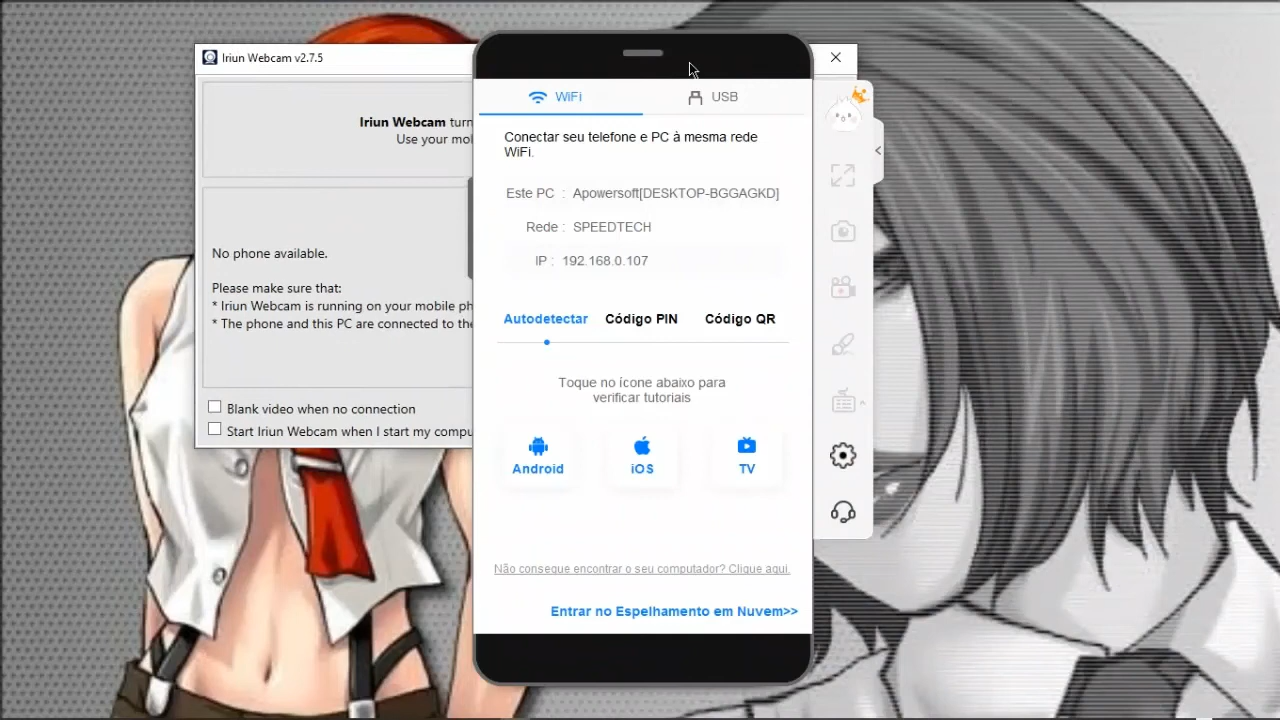 Iriun Webcam v2.7.5
Iriun Webcam turn
Use your mo
No phone available.
Please make sure that:
* Iriun Webcam is running on your mobile ph
* The phone and this PC are connected to the
Blank video when no connection
Start Iriun Webcam when I start my compu
WiFi
USB
Conectar seu telefone e PC à mesma rede
WiFi.
Este PC : Apowersoft[DESKTOP-BGGAGKD]
Rede : SPEEDTECH
IP : 192.168.0.107
Autodetectar Código PIN Código QR
Toque no ícone abaixo para
verificar tutoriais
Android iOS TV
Não consegue encontrar o seu computador? Clique aqui.
Entrar no Espelhamento em Nuvem>>